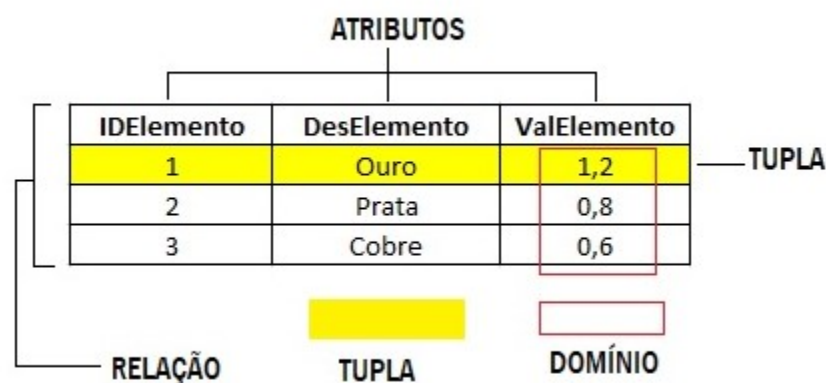 ATRIBUTOS
IDElemento DesElemento ValElemento
1 Ouro 1,2
TUPLA
2 Prata 0,8
3 Cobre 0,6
RELAÇÃO TUPLA DOMÍNIO